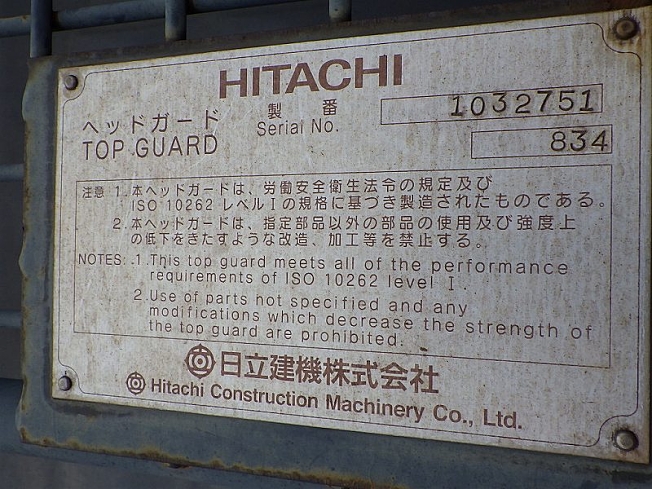 HITACHI
ヘッドガード 製番 1032751
TOP GUARD Serial No.
834
注意 1. 本ヘッドガードは、労働安全衛生法令の規定及び
ISO 10262 レベルIの規格に基づき製造されたものである。
2. 本ヘッドガードは、指定部品以外の部品の使用及び強度上
の低下をきたすような改造、加工等を禁止する。
NOTES: .1 This top guard meets all of the performance
requirements of ISO 10262 level I.
2. Use of parts not specified and any
modifications which decrease the strength of
the top guard are prohibited.
日立建機株式会社
Hitachi Construction Machinery Co., Ltd.